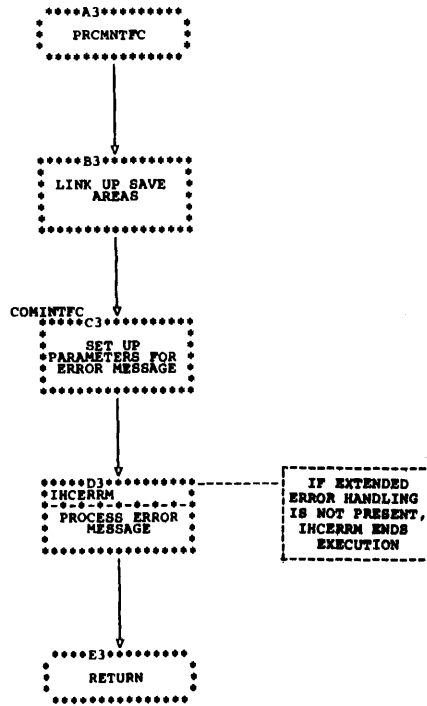 A3
PRCMNTFC
B3
LINK UP SAVE
AREAS
COMINTFC
C3
SET UP
PARAMETERS FOR
ERROR MESSAGE
D3
IHCERRM
PROCESS ERROR
MESSAGE
IF EXTENDED
ERROR HANDLING
IS NOT PRESENT,
IHCERRM ENDS
EXECUTION
E3
RETURN